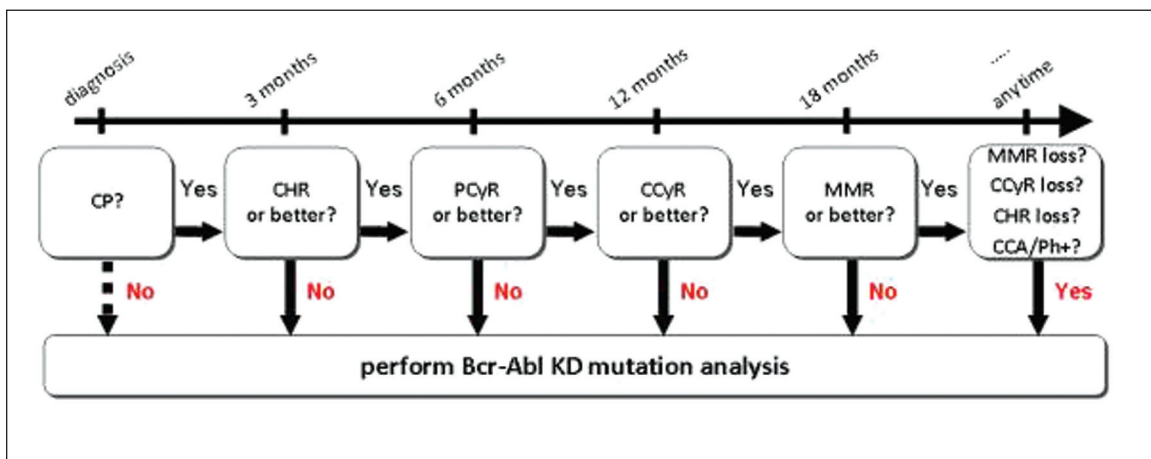 diagnosis
3 months
6 months
12 months
18 months
.....
anytime
CP?
Yes
CHR
or better?
Yes
PCyR
or better?
Yes
CCyR
or better?
Yes
MMR
or better?
Yes
MMR loss?
CCyR loss?
CHR loss?
CCA/Ph+?
No
No
No
No
No
Yes
perform Bcr-Abl KD mutation analysis